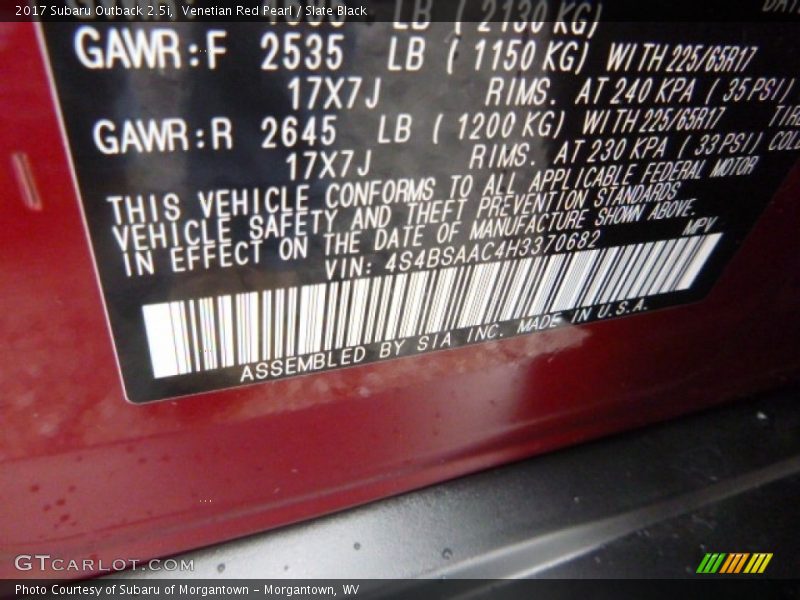 2017 Subaru Outback 2.5i,  Venetian Red Pearl / Slate Black
LB ( 2130 KG)
GAWR:F 2535 LB ( 1150 KG) WITH 225/65R17
17X7J RIMS. AT 240 KPA ( 35 PSI)
GAWR:R 2645 LB ( 1200 KG) WITH 225/65R17
17X7J RIMS. AT 230 KPA ( 33 PSI) COLD
THIS VEHICLE CONFORMS TO ALL APPLICABLE FEDERAL MOTOR
VEHICLE SAFETY AND THEFT PREVENTION STANDARDS
IN EFFECT ON THE DATE OF MANUFACTURE SHOWN ABOVE.
VIN: 4S4BSAAC4H3370682 MPV
ASSEMBLED BY SIA INC. MADE IN U.S.A.
GTCARLOT.COM
Photo Courtesy of Subaru of Morgantown - Morgantown, WV